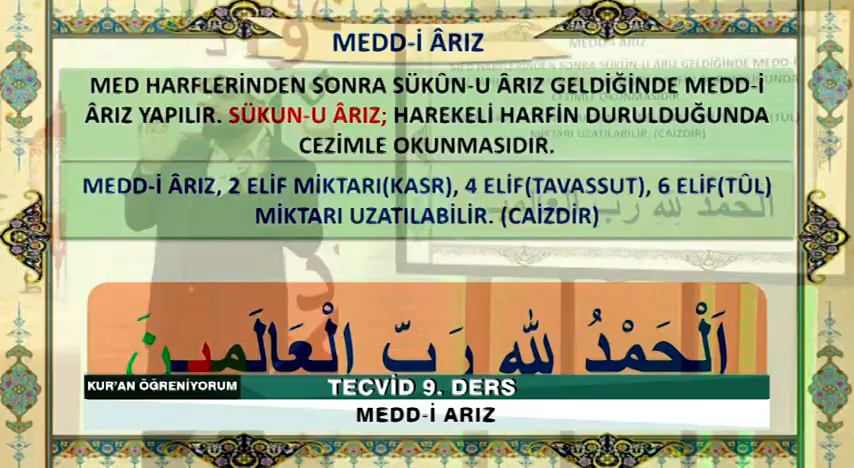 MEDD-İ ÂRIZ
MED HARFLERİNDEN SONRA SÜKÛN-U ÂRIZ GELDİĞİNDE MEDD-İ
ÂRIZ YAPILIR. SÜKUN-U ÂRIZ; HAREKELİ HARFİN DURULDUĞUNDA
CEZİMLE OKUNMASIDIR.
MEDD-İ ÂRIZ, 2 ELİF MİKTARI(KASR), 4 ELİF(TAVASSUT), 6 ELİF(TÛL)
MİKTARI UZATILABİLİR. (CAİZDİR)
اَلْحَمْدُ لِلّٰهِ رَبِّ الْعَالَمينَ
KUR'AN ÖĞRENİYORUM
TECVİD 9. DERS
MEDD-İ ARIZ